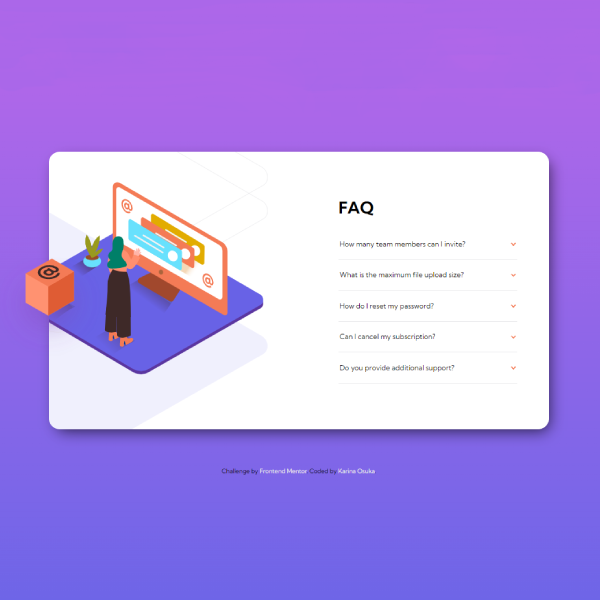 FAQ
How many team members can I invite?
What is the maximum file upload size?
How do I reset my password?
Can I cancel my subscription?
Do you provide additional support?
Challenge by Frontend Mentor Coded by Karina Osuka